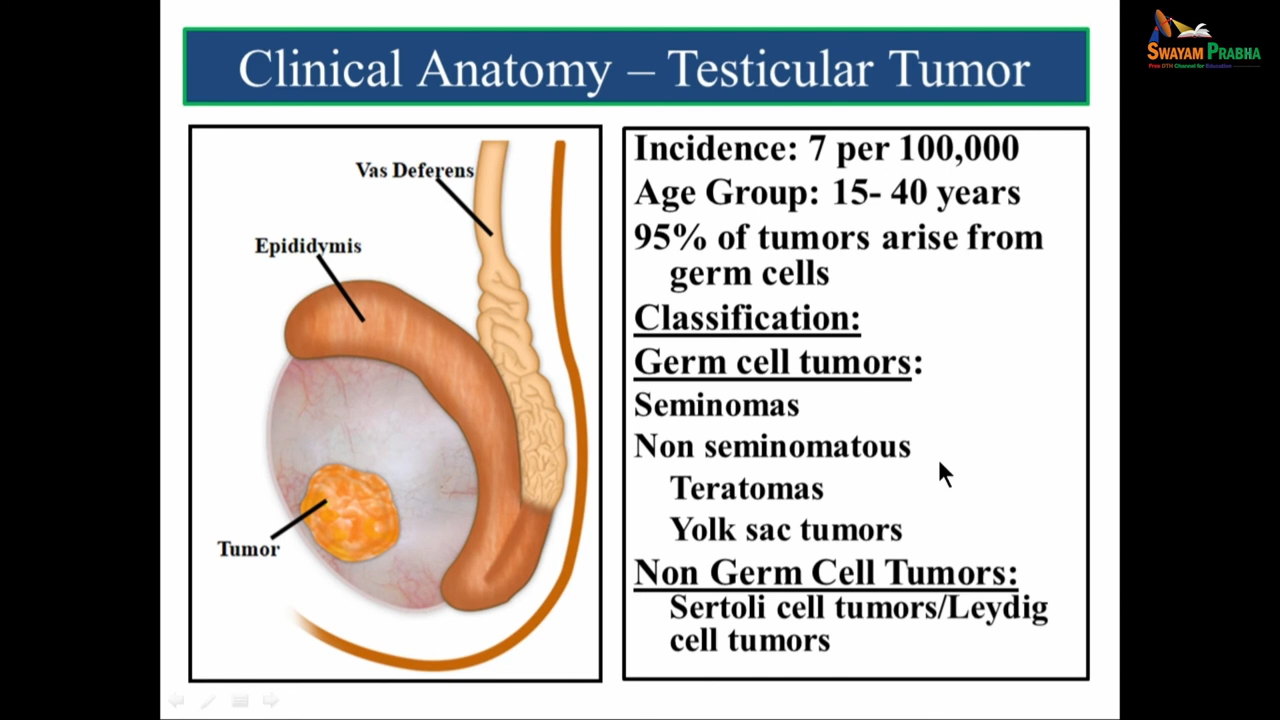 Clinical Anatomy – Testicular Tumor
SWAYAM PRABHA
Free DTH Channel for Education
Vas Deferens
Epididymis
Tumor
Incidence: 7 per 100,000
Age Group: 15- 40 years
95% of tumors arise from
germ cells
Classification:
Germ cell tumors:
Seminomas
Non seminomatous
Teratomas
Yolk sac tumors
Non Germ Cell Tumors:
Sertoli cell tumors/Leydig
cell tumors